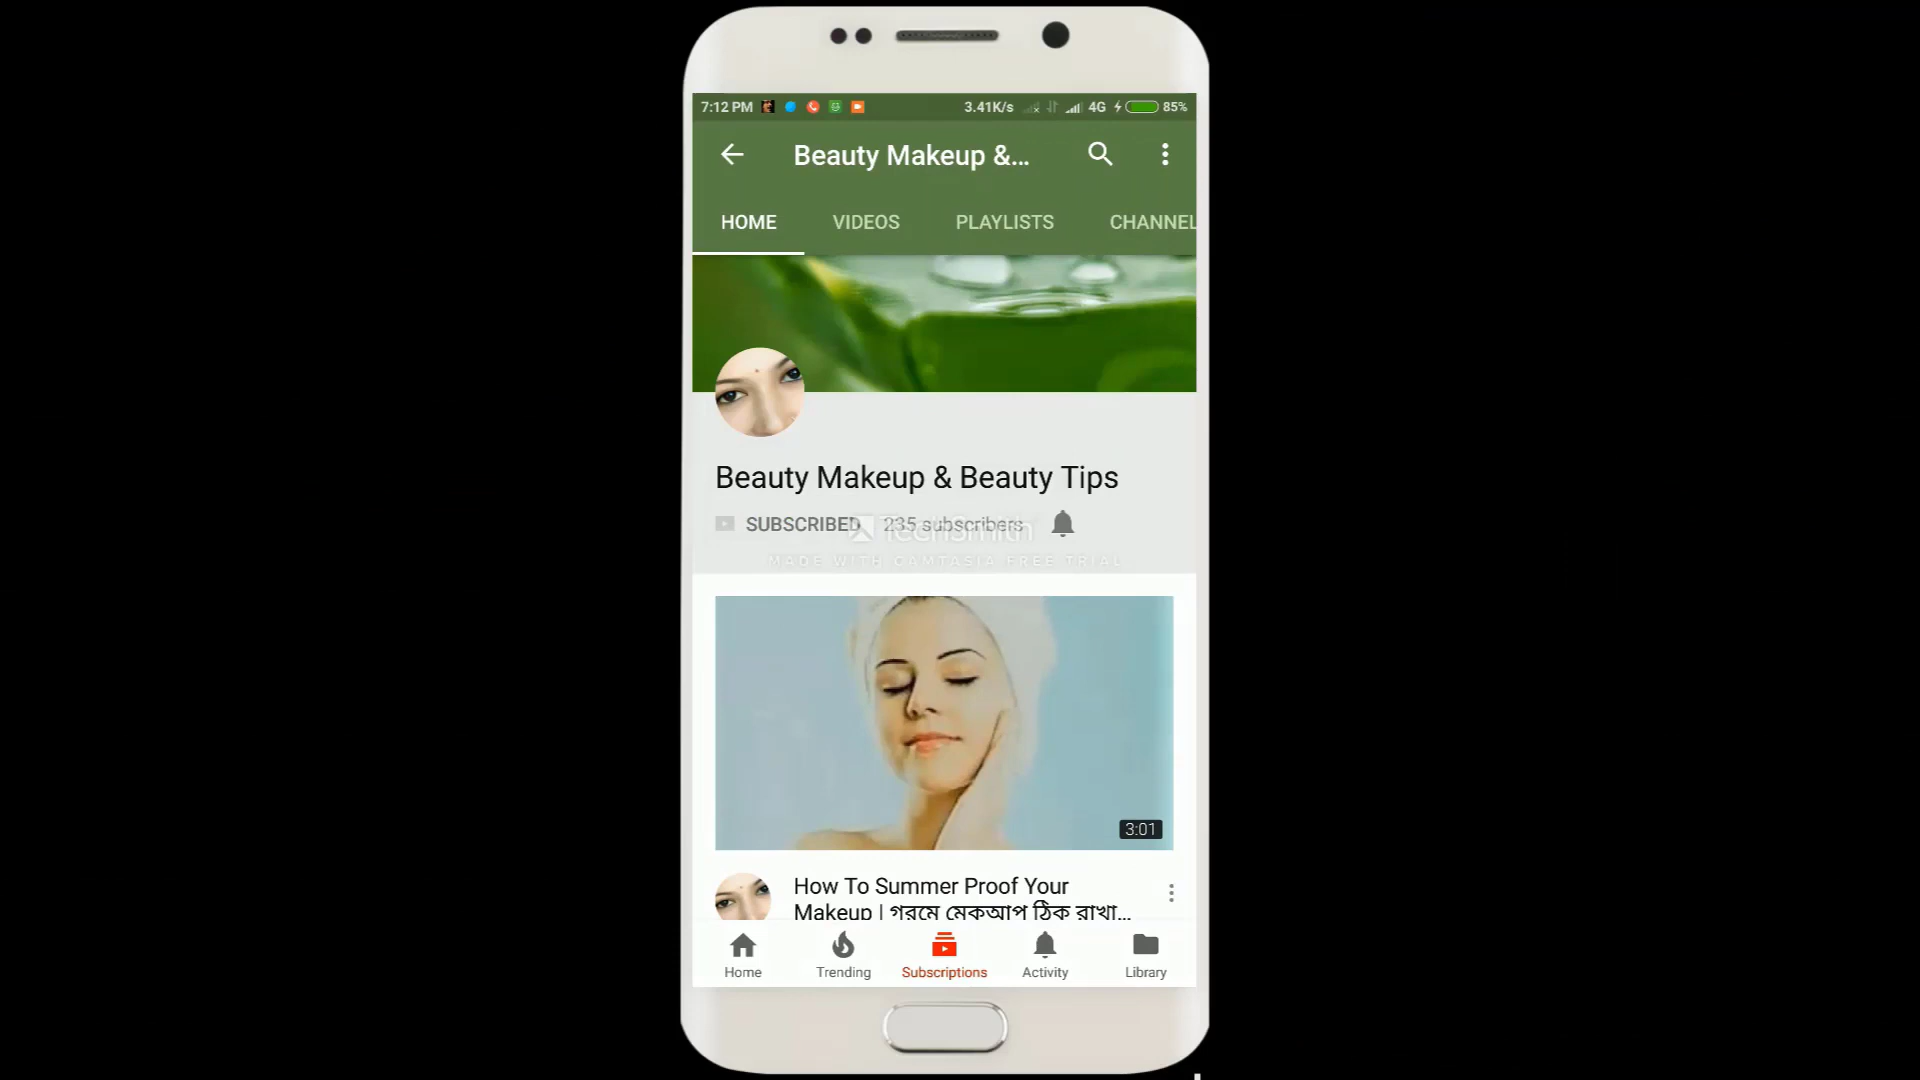 7:12 PM 3.41K/s 4G 85%
Beauty Makeup &...
HOME VIDEOS PLAYLISTS CHANNEL
Beauty Makeup & Beauty Tips
SUBSCRIBED 235 subscribers
TechSmith
MADE WITH CAMTASIA FREE TRIAL
3:01
How To Summer Proof Your
Makeup | গরমে মেকআপ ঠিক রাখা...
Home Trending Subscriptions Activity Library